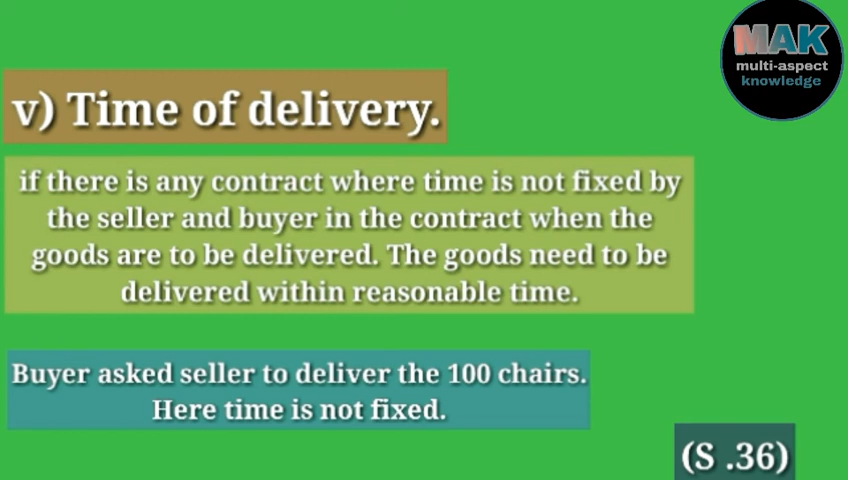 MAK
multi-aspect
knowledge
v) Time of delivery.
if there is any contract where time is not fixed by
the seller and buyer in the contract when the
goods are to be delivered. The goods need to be
delivered within reasonable time.
Buyer asked seller to deliver the 100 chairs.
Here time is not fixed.
(S .36)